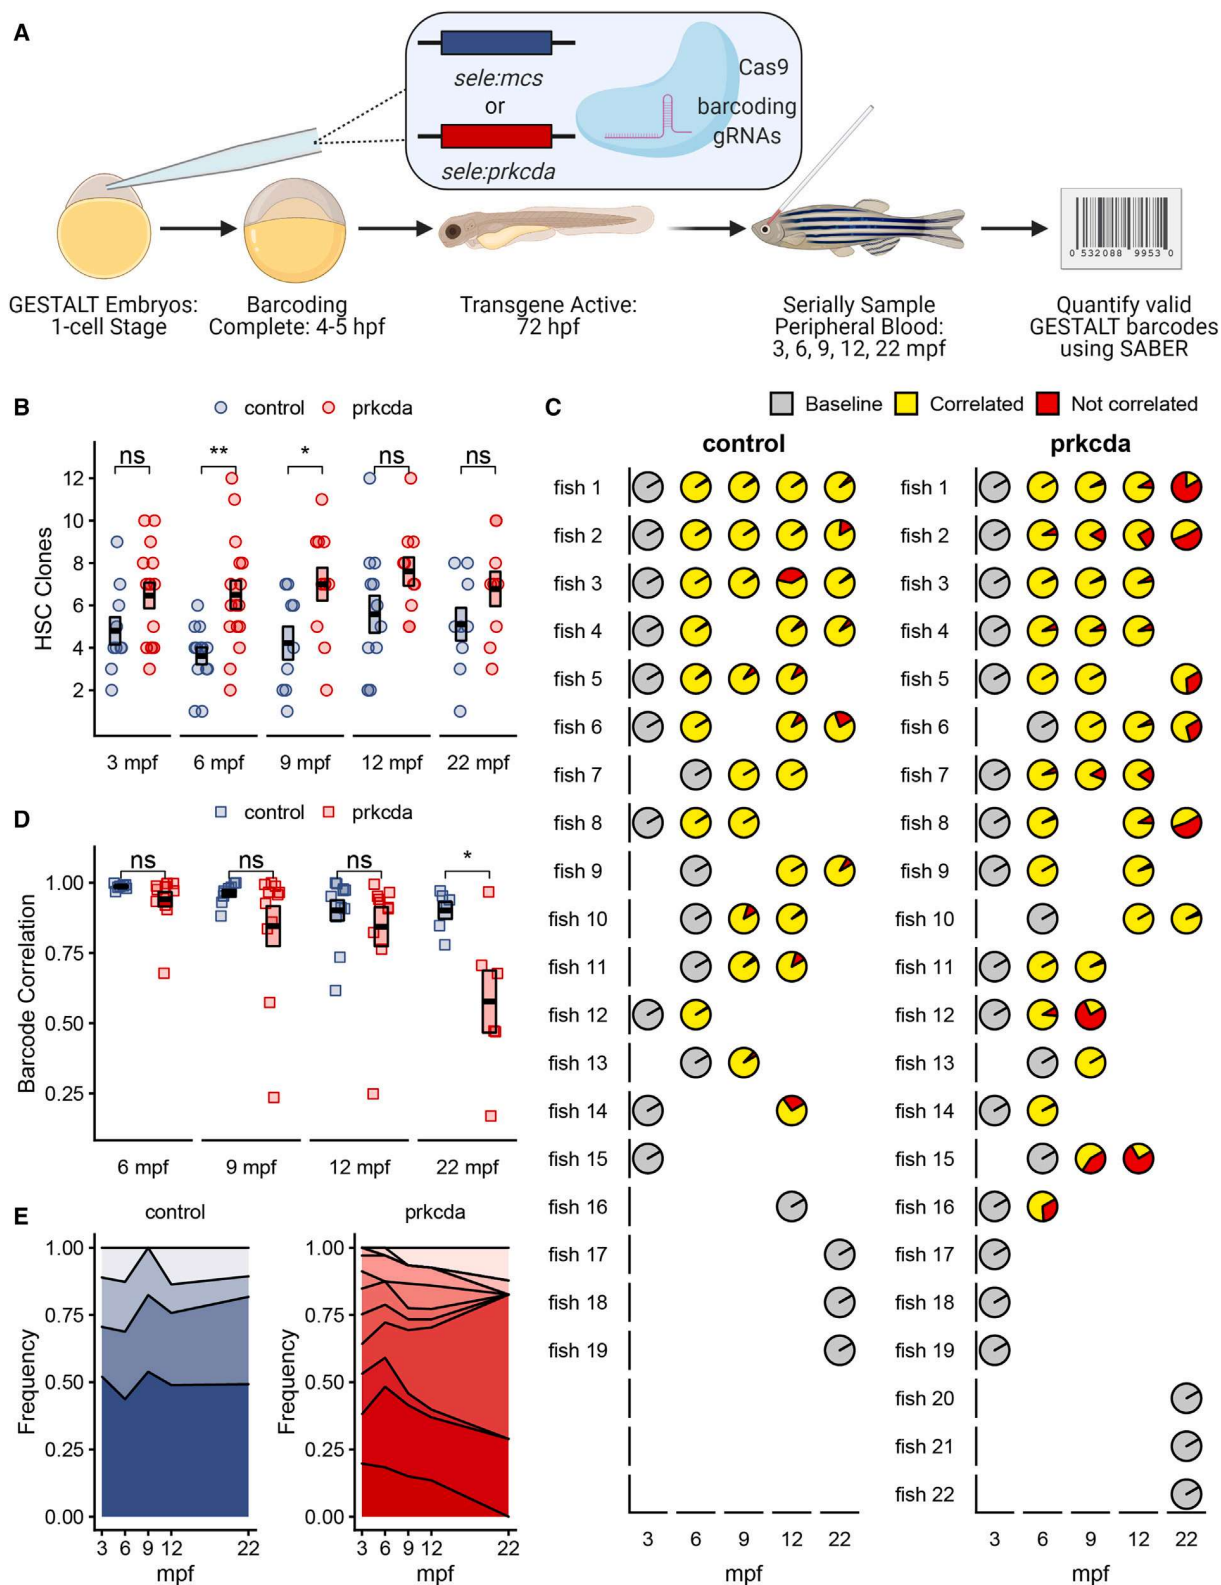 A
sele:mcs
or
sele:prkcda
Cas9
barcoding
gRNAs
0 532088 9953 0
GESTALT Embryos:
1-cell Stage
Barcoding
Complete: 4-5 hpf
Transgene Active:
72 hpf
Serially Sample
Peripheral Blood:
3, 6, 9, 12, 22 mpf
Quantify valid
GESTALT barcodes
using SABER
B
control prkcda
HSC Clones
12
10
8
6
4
2
ns ** * ns ns
3 mpf 6 mpf 9 mpf 12 mpf 22 mpf
C
Baseline Correlated Not correlated
control prkcda
fish 1 fish 1
fish 2 fish 2
fish 3 fish 3
fish 4 fish 4
fish 5 fish 5
fish 6 fish 6
fish 7 fish 7
fish 8 fish 8
fish 9 fish 9
fish 10 fish 10
fish 11 fish 11
fish 12 fish 12
fish 13 fish 13
fish 14 fish 14
fish 15 fish 15
fish 16 fish 16
fish 17 fish 17
fish 18 fish 18
fish 19 fish 19
fish 20
fish 21
fish 22
3 6 9 12 22 3 6 9 12 22
mpf mpf
D
control prkcda
Barcode Correlation
1.00
0.75
0.50
0.25
ns ns ns *
6 mpf 9 mpf 12 mpf 22 mpf
E
control prkcda
Frequency
1.00
0.75
0.50
0.25
0.00
3 6 9 12 22
mpf
Frequency
1.00
0.75
0.50
0.25
0.00
3 6 9 12 22
mpf